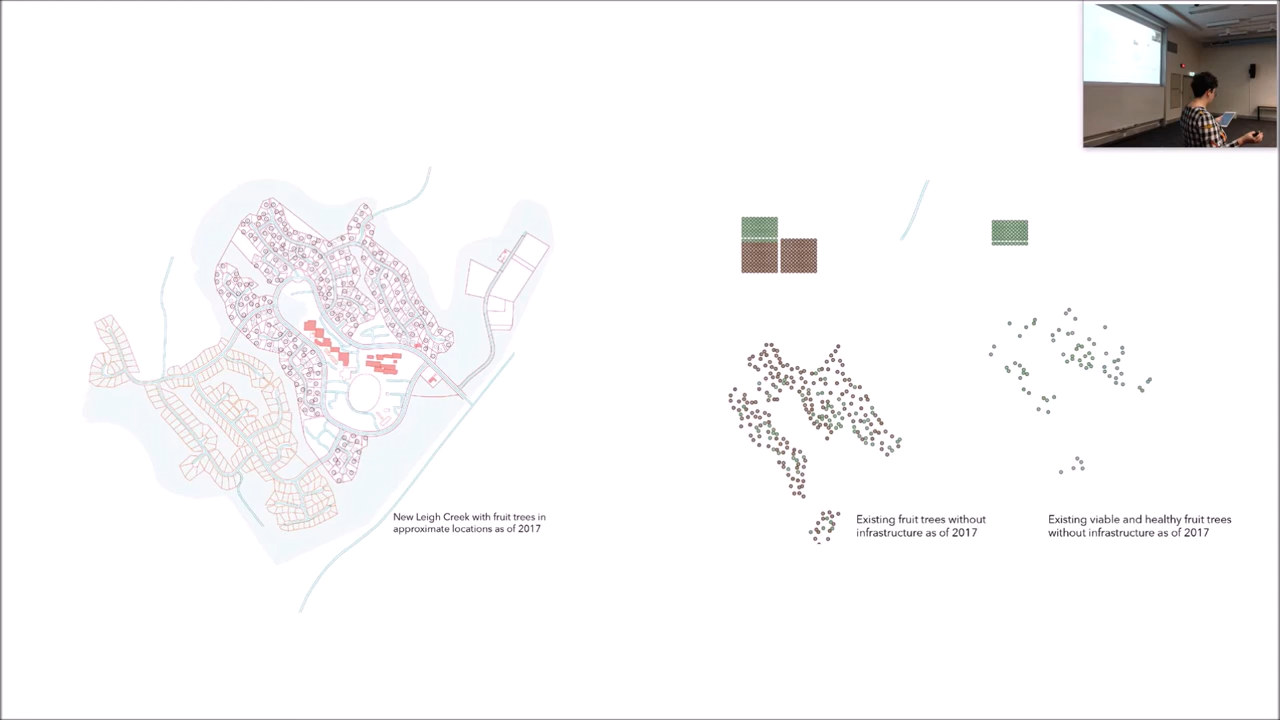 New Leigh Creek with fruit trees in
approximate locations as of 2017
Existing fruit trees without
infrastructure as of 2017
Existing viable and healthy fruit trees
without infrastructure as of 2017